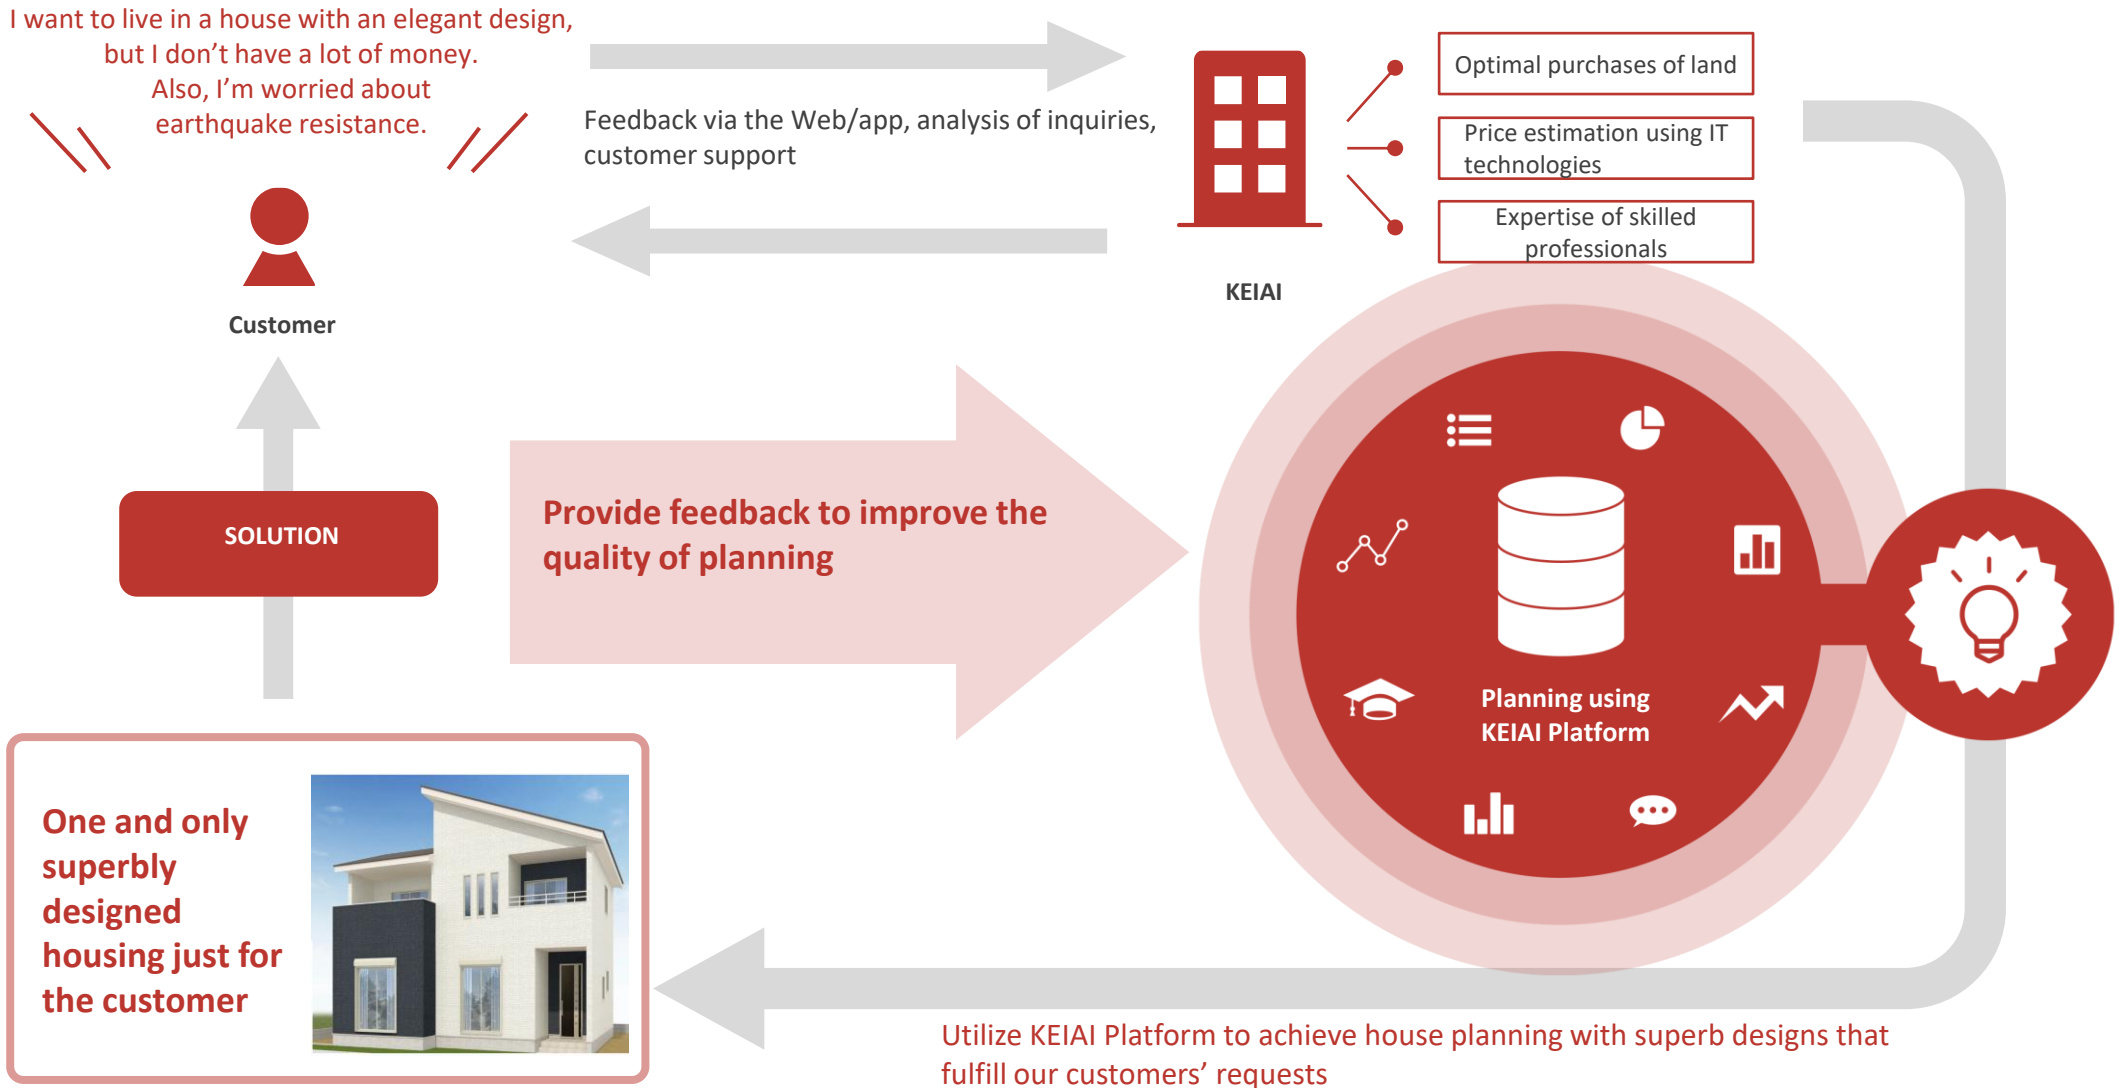 I want to live in a house with an elegant design,
but I don’t have a lot of money.
Also, I’m worried about
earthquake resistance.
Customer
Feedback via the Web/app, analysis of inquiries,
customer support
KEIAI
Optimal purchases of land
Price estimation using IT
technologies
Expertise of skilled
professionals
SOLUTION
Provide feedback to improve the
quality of planning
Planning using
KEIAI Platform
One and only
superbly
designed
housing just for
the customer
Utilize KEIAI Platform to achieve house planning with superb designs that
fulfill our customers’ requests